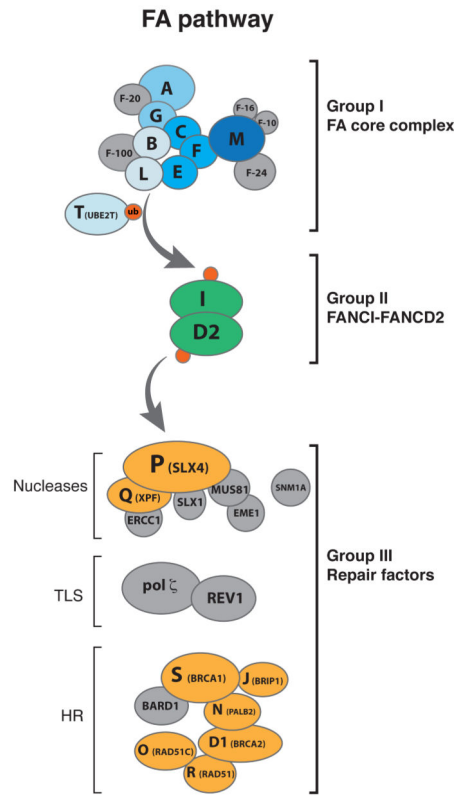 FA pathway
A
F-20
G
C
B
F
M
F-16
F-10
F-100
L
E
F-24
T(UBE2T)
ub
Group I
FA core complex
I
D2
Group II
FANCI-FANCD2
Nucleases
P (SLX4)
Q (XPF)
SLX1
MUS81
SNM1A
ERCC1
EME1
Group III
Repair factors
TLS
pol ζ
REV1
HR
S (BRCA1)
J (BRIP1)
BARD1
N (PALB2)
D1 (BRCA2)
O (RAD51C)
R (RAD51)